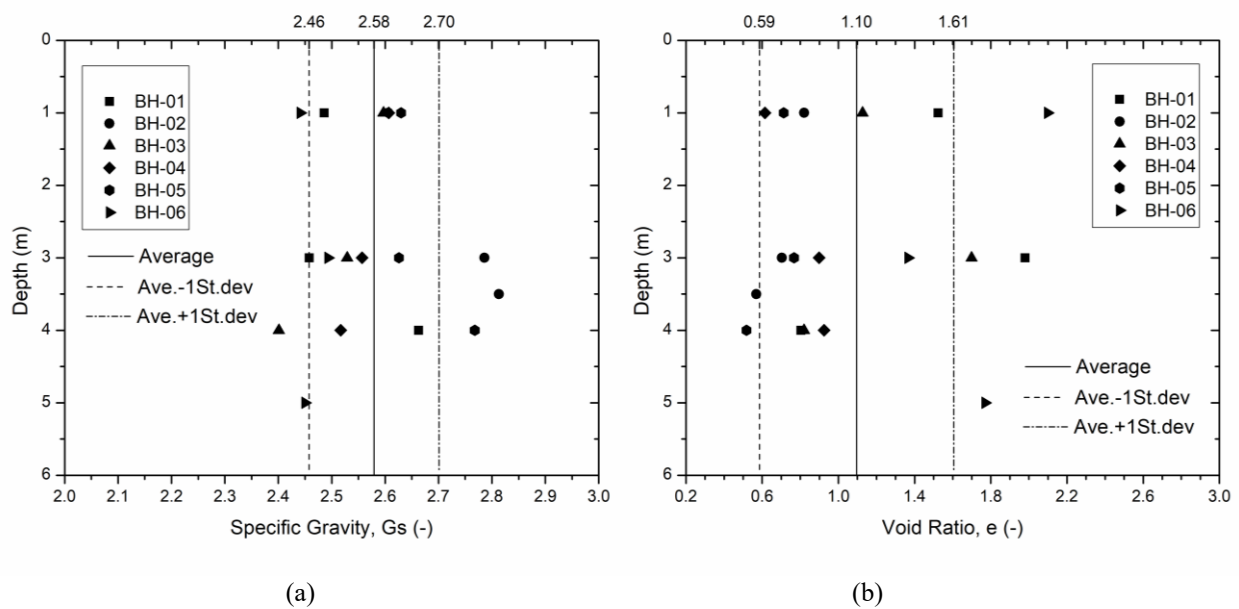 2.46 2.58 2.70
0
1
2
3
4
5
6
Depth (m)
BH-01
BH-02
BH-03
BH-04
BH-05
BH-06
Average
Ave.-1St.dev
Ave.+1St.dev
2.0 2.1 2.2 2.3 2.4 2.5 2.6 2.7 2.8 2.9 3.0
Specific Gravity, Gs (-)
(a)
0.59 1.10 1.61
0
1
2
3
4
5
6
Depth (m)
BH-01
BH-02
BH-03
BH-04
BH-05
BH-06
Average
Ave.-1St.dev
Ave.+1St.dev
0.2 0.6 1.0 1.4 1.8 2.2 2.6 3.0
Void Ratio, e (-)
(b)